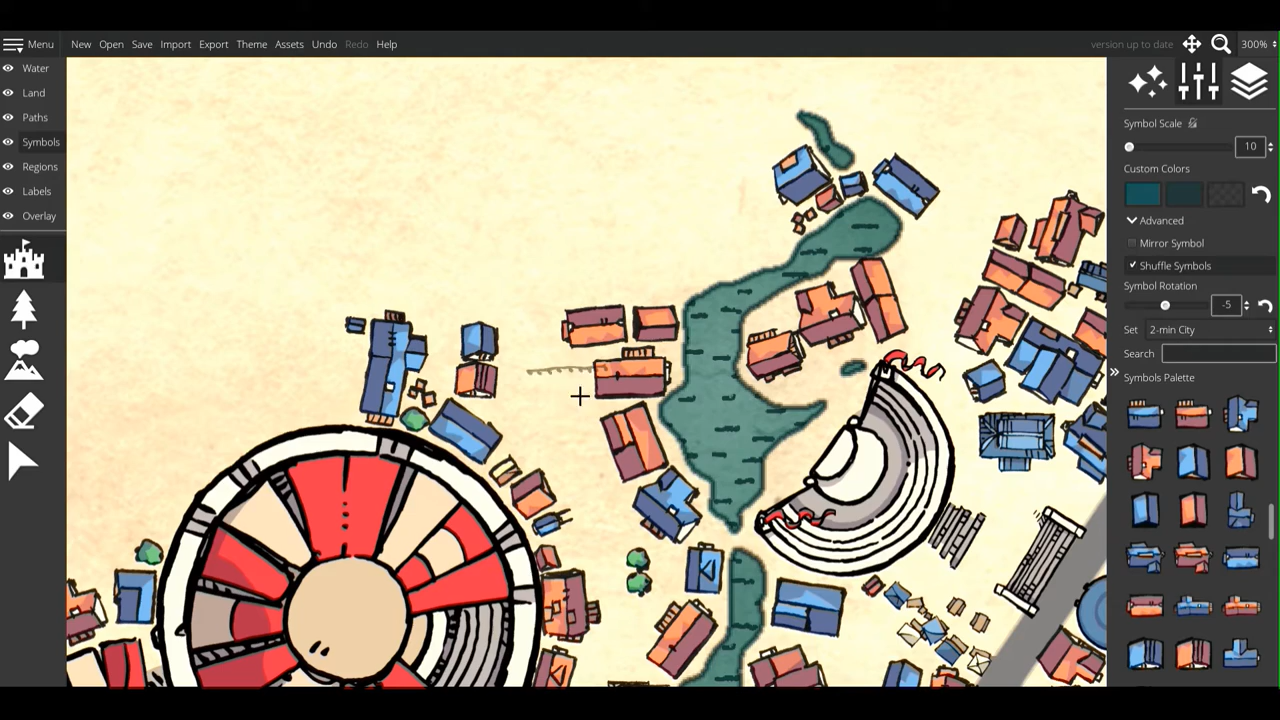 Menu New Open Save Import Export Theme Assets Undo Redo Help version up to date 300%
Water
Land
Paths
Symbols
Regions
Labels
Overlay
Symbol Scale
10
Custom Colors
Advanced
Mirror Symbol
Shuffle Symbols
Symbol Rotation
-5
Set 2-min City
Search
Symbols Palette